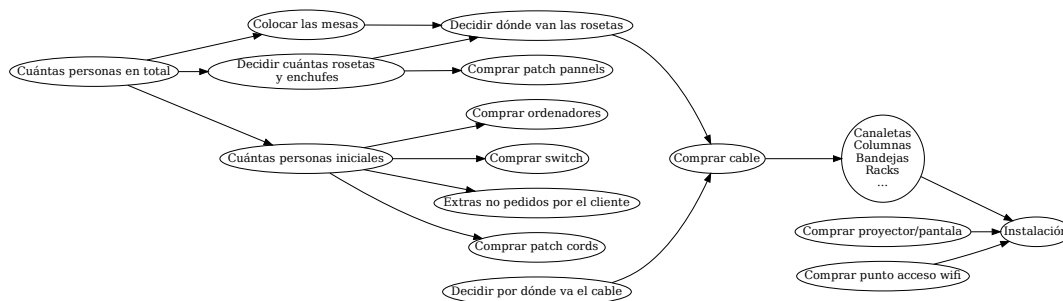 Cuántas personas en total
Colocar las mesas
Decidir cuántas rosetas
y enchufes
Cuántas personas iniciales
Decidir dónde van las rosetas
Comprar patch pannels
Comprar ordenadores
Comprar switch
Extras no pedidos por el cliente
Comprar patch cords
Decidir por dónde va el cable
Comprar cable
Canaletas
Columnas
Bandejas
Racks
...
Comprar proyector/pantala
Comprar punto acceso wifi
Instalación